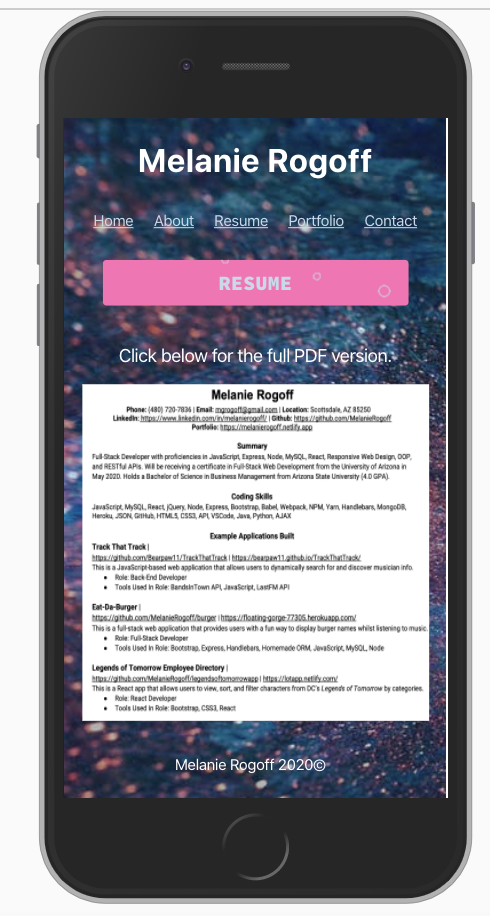 Melanie Rogoff
Home About Resume Portfolio Contact
RESUME
Click below for the full PDF version.
Melanie Rogoff
Phone: (480) 720-7836 | Email: mgrogoff@gmail.com | Location: Scottsdale, AZ 85250
LinkedIn: https://www.linkedin.com/in/melanierogoff/ | Github: https://github.com/MelanieRogoff
Portfolio: https://melanierogoff.netlify.app
Summary
Full-Stack Developer with proficiencies in JavaScript, Express, Node, MySQL, React, Responsive Web Design, OOP,
and RESTful APIs. Will be receiving a certificate in Full-Stack Web Development from the University of Arizona in
May 2020. Holds a Bachelor of Science in Business Management from Arizona State University (4.0 GPA).
Coding Skills
JavaScript, MySQL, React, jQuery, Node, Express, Bootstrap, Babel, Webpack, NPM, Yarn, Handlebars, MongoDB,
Heroku, JSON, GitHub, HTML5, CSS3, API, VSCode, Java, Python, AJAX
Example Applications Built
Track That Track |
https://github.com/Bearpaw11/TrackThatTrack | https://bearpaw11.github.io/TrackThatTrack/
This is a JavaScript-based web application that allows users to dynamically search for and discover musician info.
● Role: Back-End Developer
● Tools Used In Role: BandsInTown API, JavaScript, LastFM API
Eat-Da-Burger |
https://github.com/MelanieRogoff/burger | https://floating-gorge-77305.herokuapp.com/
This is a full-stack web application that provides users with a fun way to display burger names whilst listening to music.
● Role: Full-Stack Developer
● Tools Used In Role: Bootstrap, Express, Handlebars, Homemade ORM, JavaScript, MySQL, Node
Legends of Tomorrow Employee Directory |
https://github.com/MelanieRogoff/legendsoftomorrowapp | https://lotapp.netlify.com/
This is a React app that allows users to view, sort, and filter characters from DC's Legends of Tomorrow by categories.
● Role: React Developer
● Tools Used In Role: Bootstrap, CSS3, React
Melanie Rogoff 2020©